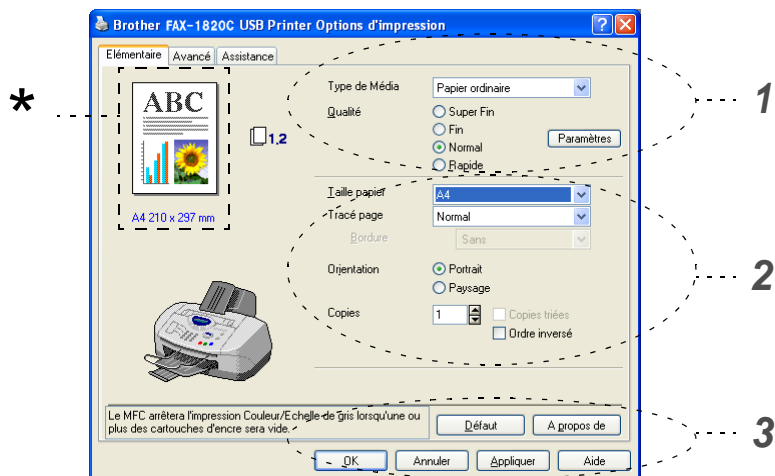 Brother FAX-1820C USB Printer Options d'impression
Elémentaire Avancé Assistance
*
ABC
1.2
A4 210 x 297 mm
Type de Média Papier ordinaire
Qualité Super Fin
Fin
Normal
Rapide
Paramètres
1
Taille papier A4
Tracé page Normal
Bordure Sans
Orientation Portrait
Paysage
Copies 1 Copies triées
Ordre inversé
2
Le MFC arrêtera l'impression Couleur/Echelle de gris lorsqu'une ou
plus des cartouches d'encre sera vide.
Défaut A propos de
3
OK Annuler Appliquer Aide